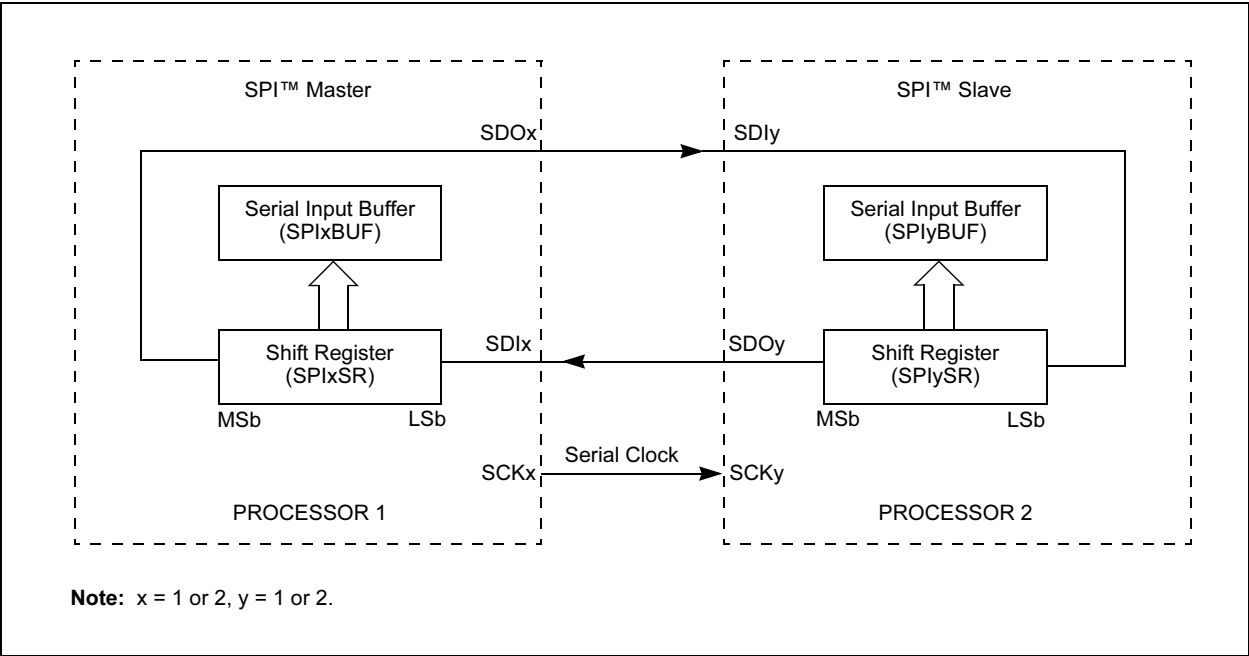 SPI™ Master
SPI™ Slave
SDOx
SDIy
Serial Input Buffer
(SPIxBUF)
Serial Input Buffer
(SPIyBUF)
Shift Register
(SPIxSR)
SDIx
SDOy
Shift Register
(SPIySR)
MSb
LSb
MSb
LSb
Serial Clock
SCKx
SCKy
PROCESSOR 1
PROCESSOR 2
Note: x = 1 or 2, y = 1 or 2.